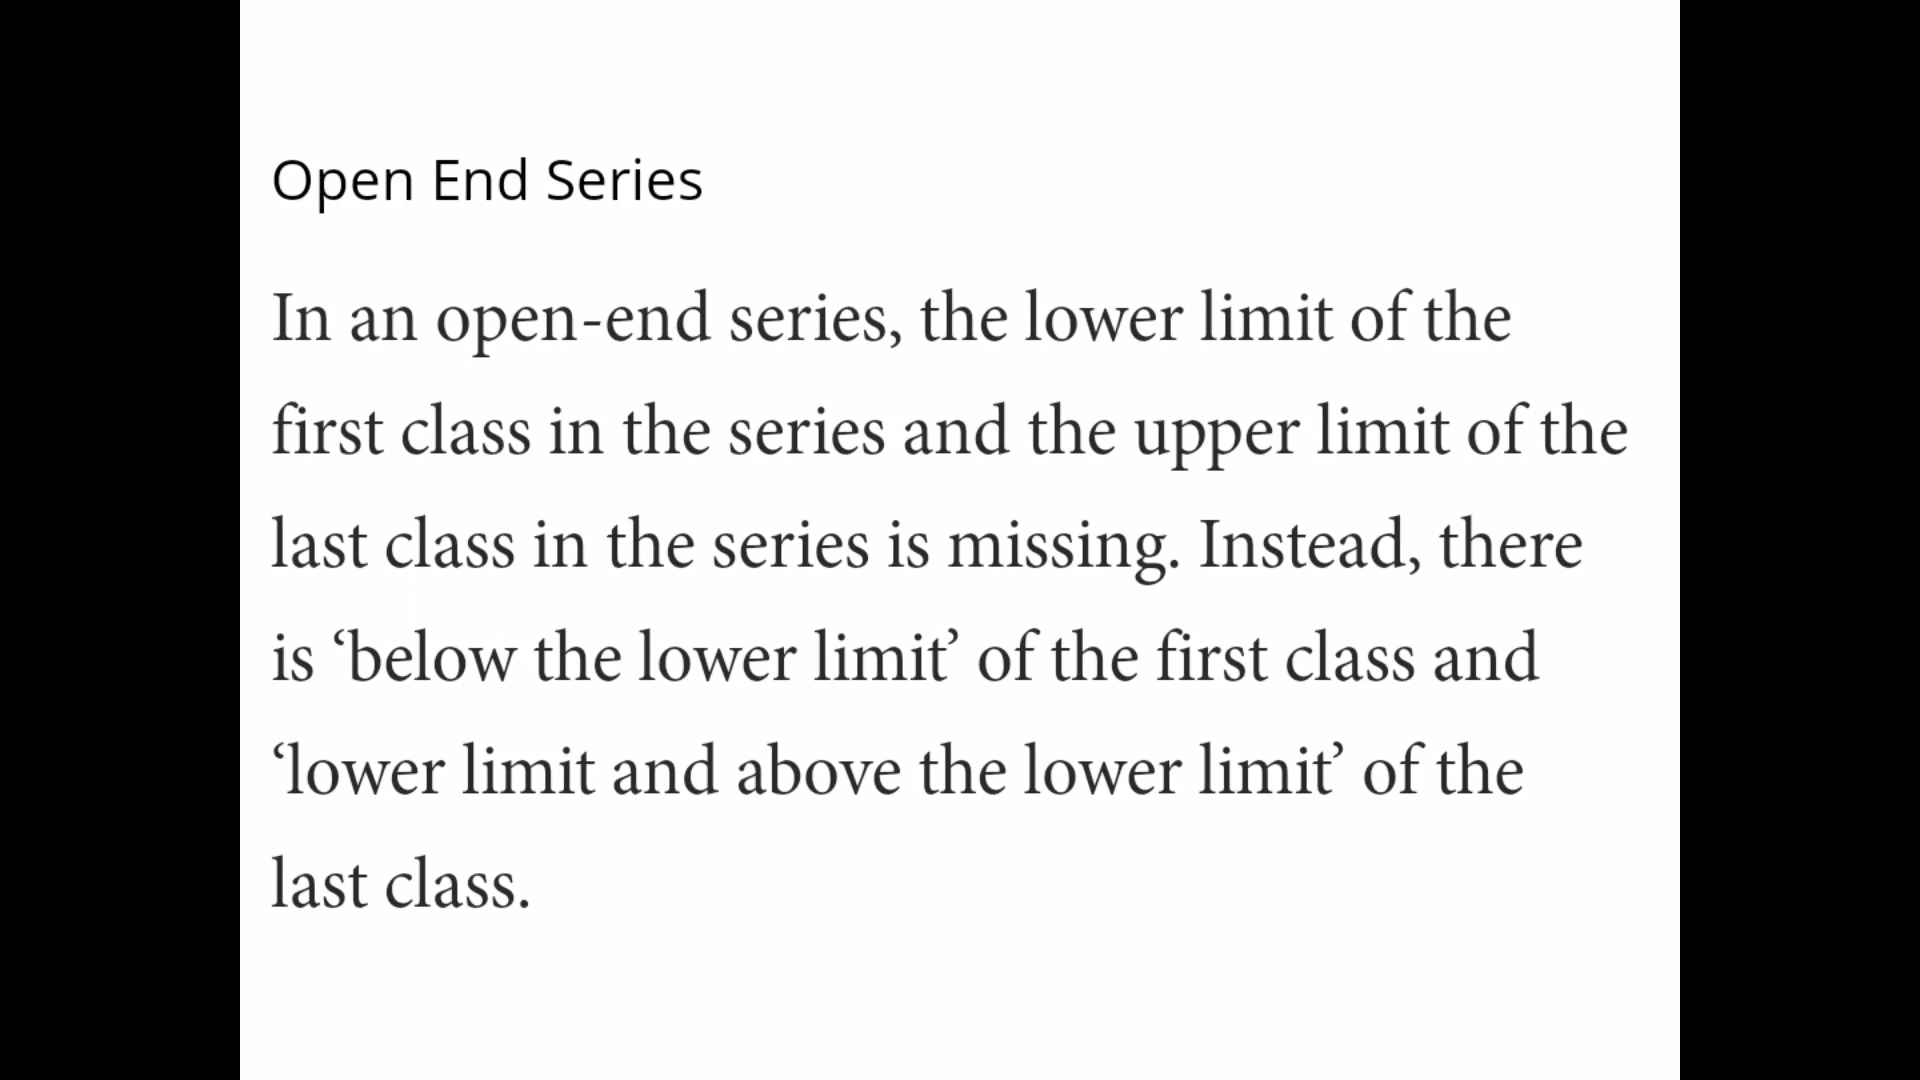 Open End Series
In an open-end series, the lower limit of the
first class in the series and the upper limit of the
last class in the series is missing. Instead, there
is ‘below the lower limit’ of the first class and
‘lower limit and above the lower limit’ of the
last class.